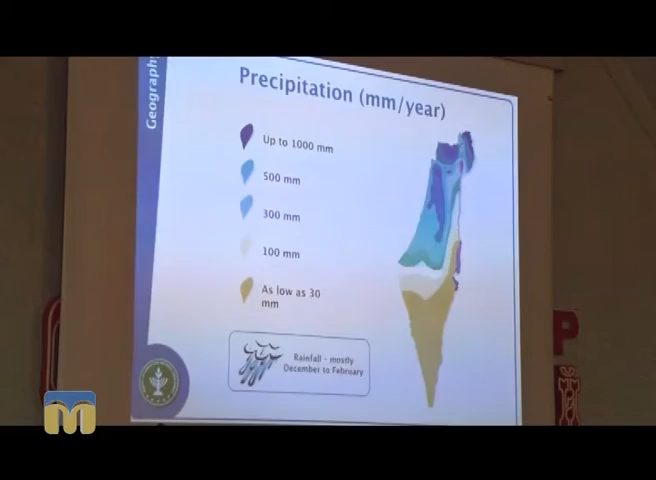 Geography
Precipitation (mm/year)
Up to 1000 mm
500 mm
300 mm
100 mm
As low as 30
mm
Rainfall - mostly
December to February
P
M